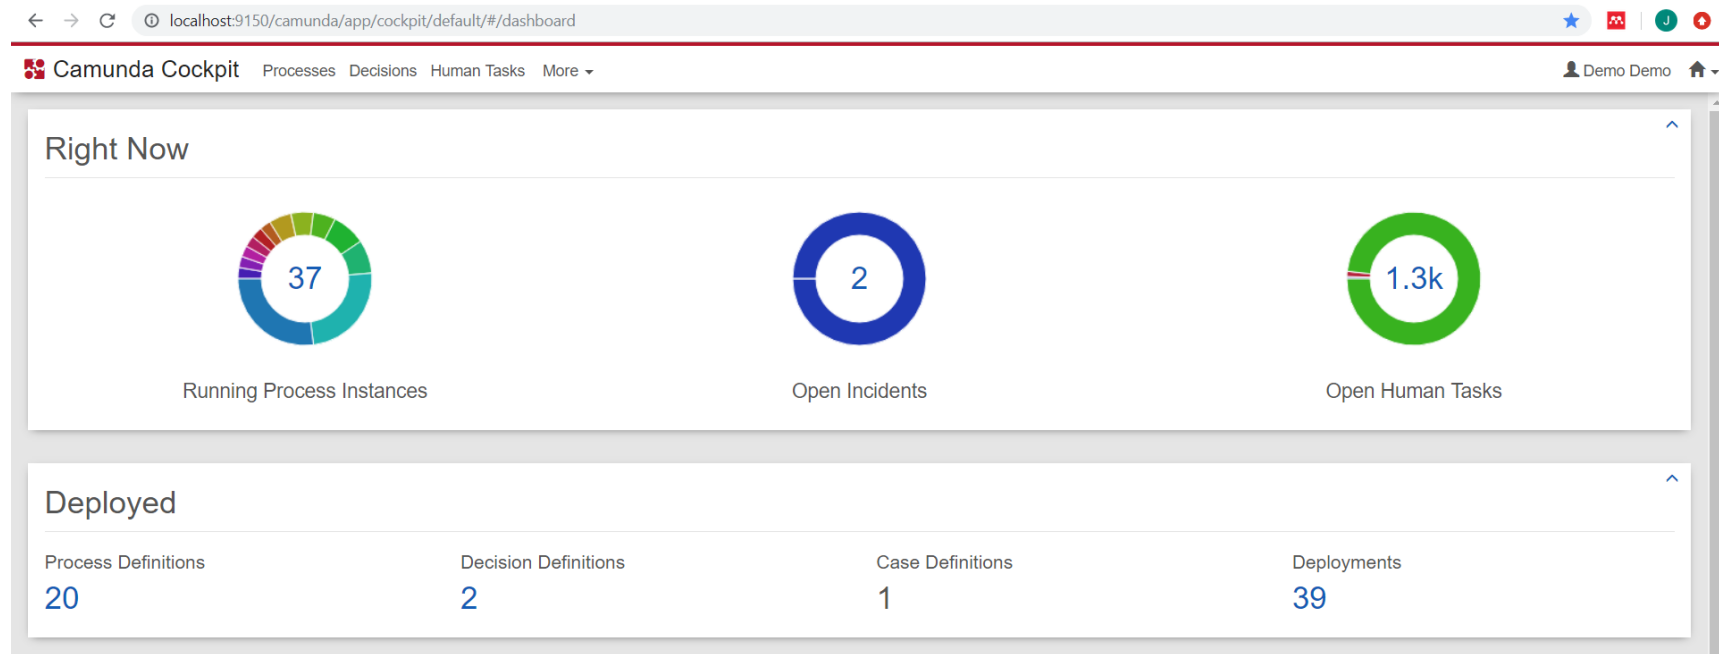 localhost:9150/camunda/app/cockpit/default/#/dashboard
J
Camunda Cockpit Processes Decisions Human Tasks More Demo Demo
Right Now
37 2 1.3k
Running Process Instances Open Incidents Open Human Tasks
Deployed
Process Definitions Decision Definitions Case Definitions Deployments
20 2 1 39